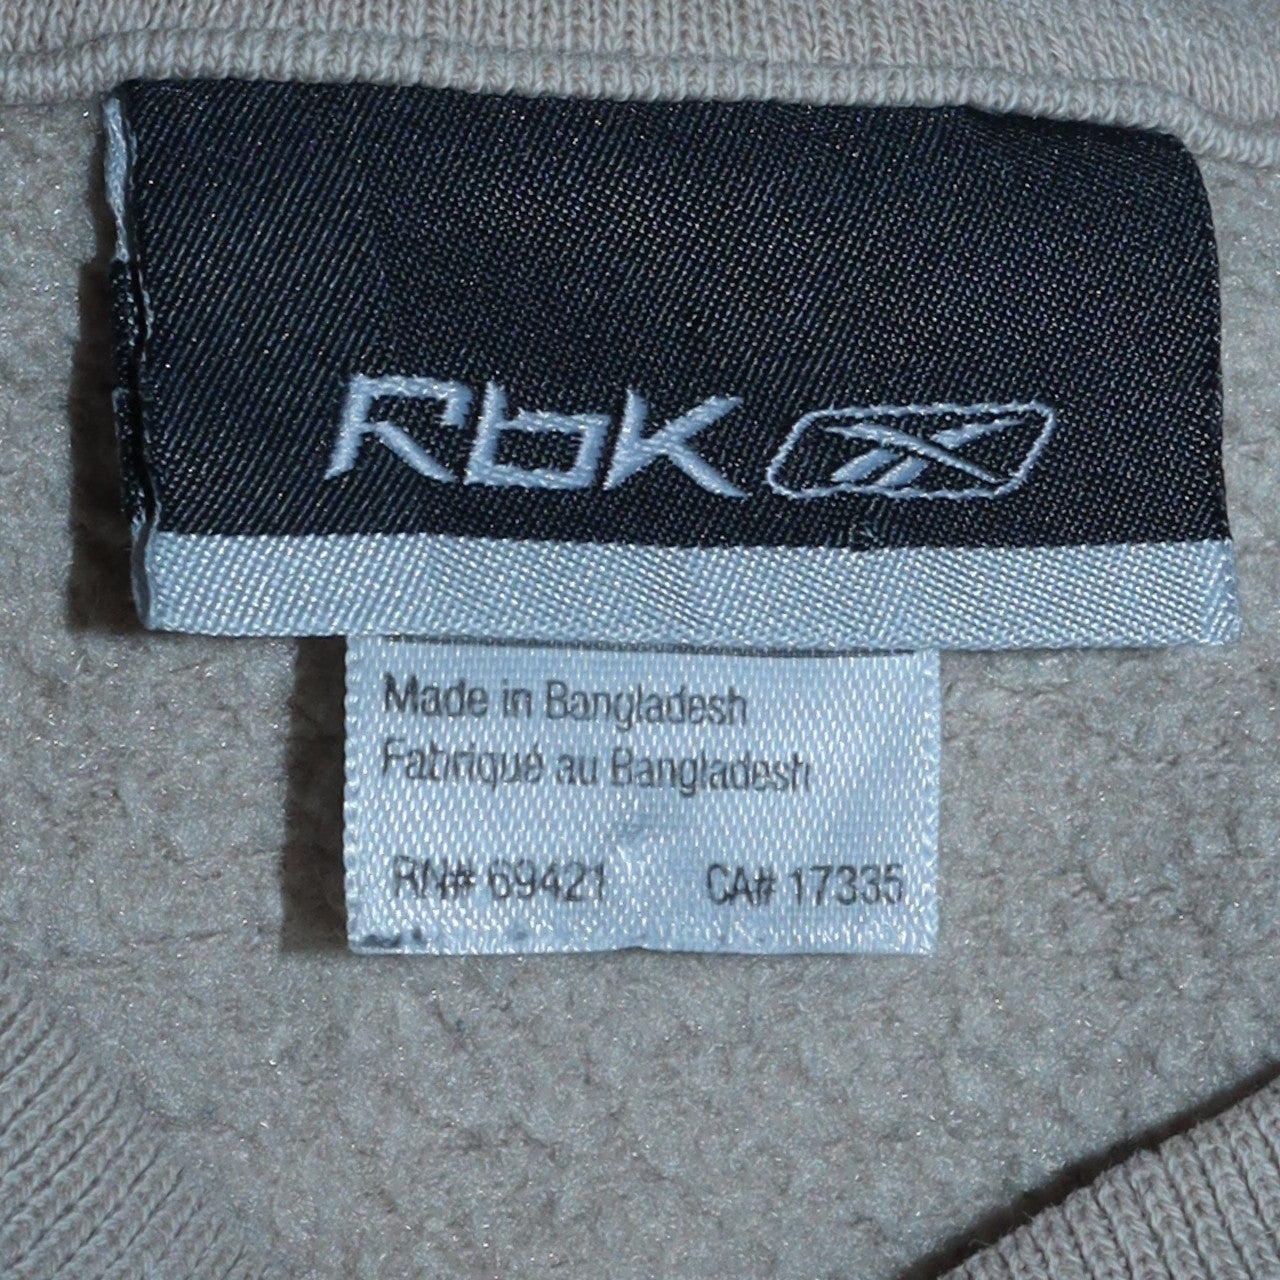 Rbk
Made in Bangladesh
Fabriqué au Bangladesh
RN# 69421 CA# 17335